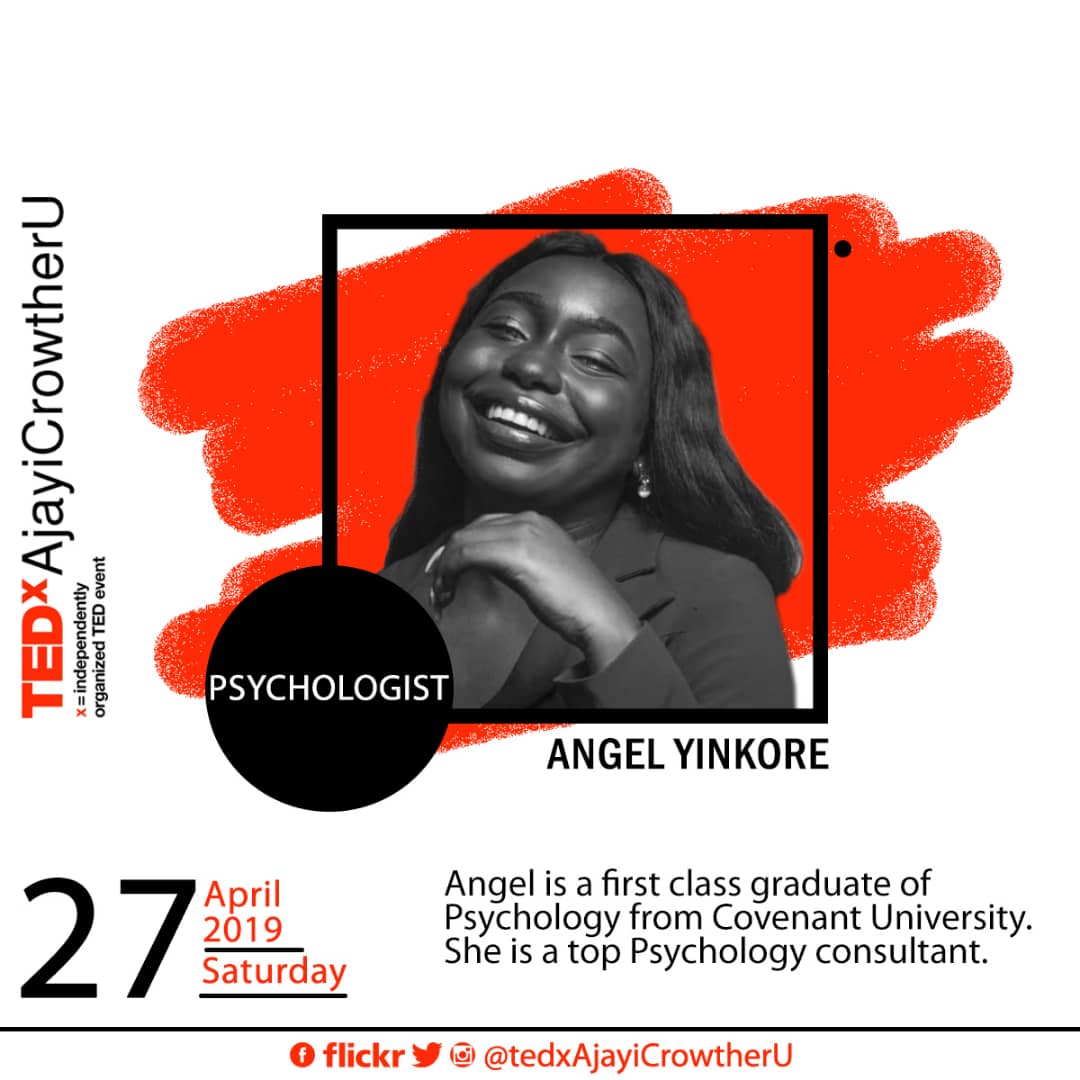 TEDxAjayiCrowtherU
x = independently
organized TED event
PSYCHOLOGIST
ANGEL YINKORE
27
April
2019
Saturday
Angel is a first class graduate of
Psychology from Covenant University.
She is a top Psychology consultant.
flickr @tedxAjayiCrowtherU